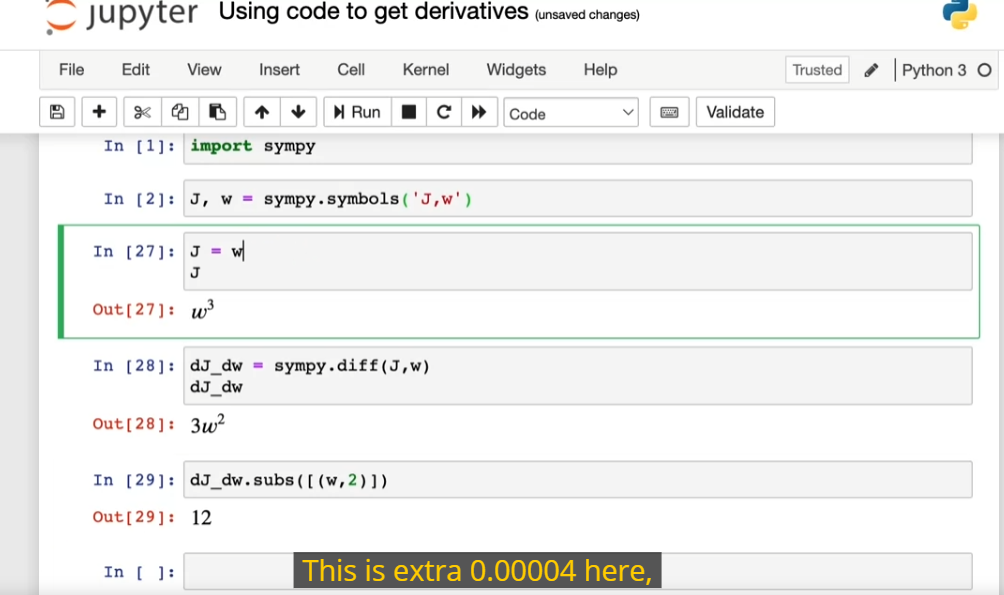 jupyter Using code to get derivatives (unsaved changes)
File Edit View Insert Cell Kernel Widgets Help Trusted Python 3
Run Code Validate
In [1]: import sympy
In [2]: J, w = sympy.symbols('J,w')
In [27]: J = w
J
Out[27]: w³
In [28]: dJ_dw = sympy.diff(J,w)
dJ_dw
Out[28]: 3w²
In [29]: dJ_dw.subs([(w,2)])
Out[29]: 12
In [ ]:
This is extra 0.00004 here,